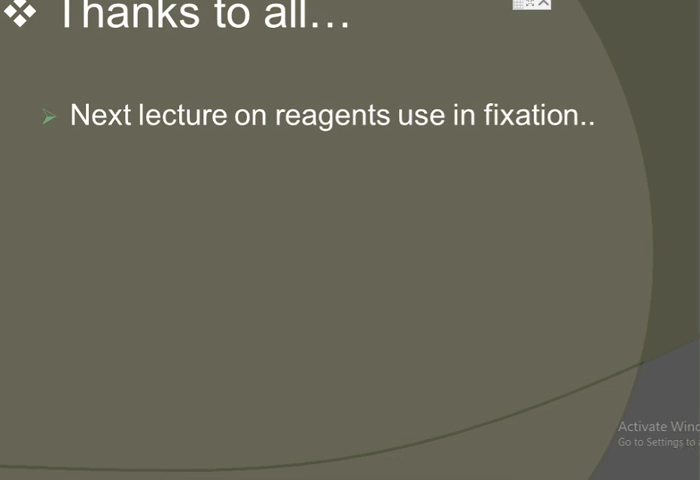 Thanks to all...
Next lecture on reagents use in fixation..
Activate Wind
Go to Settings to